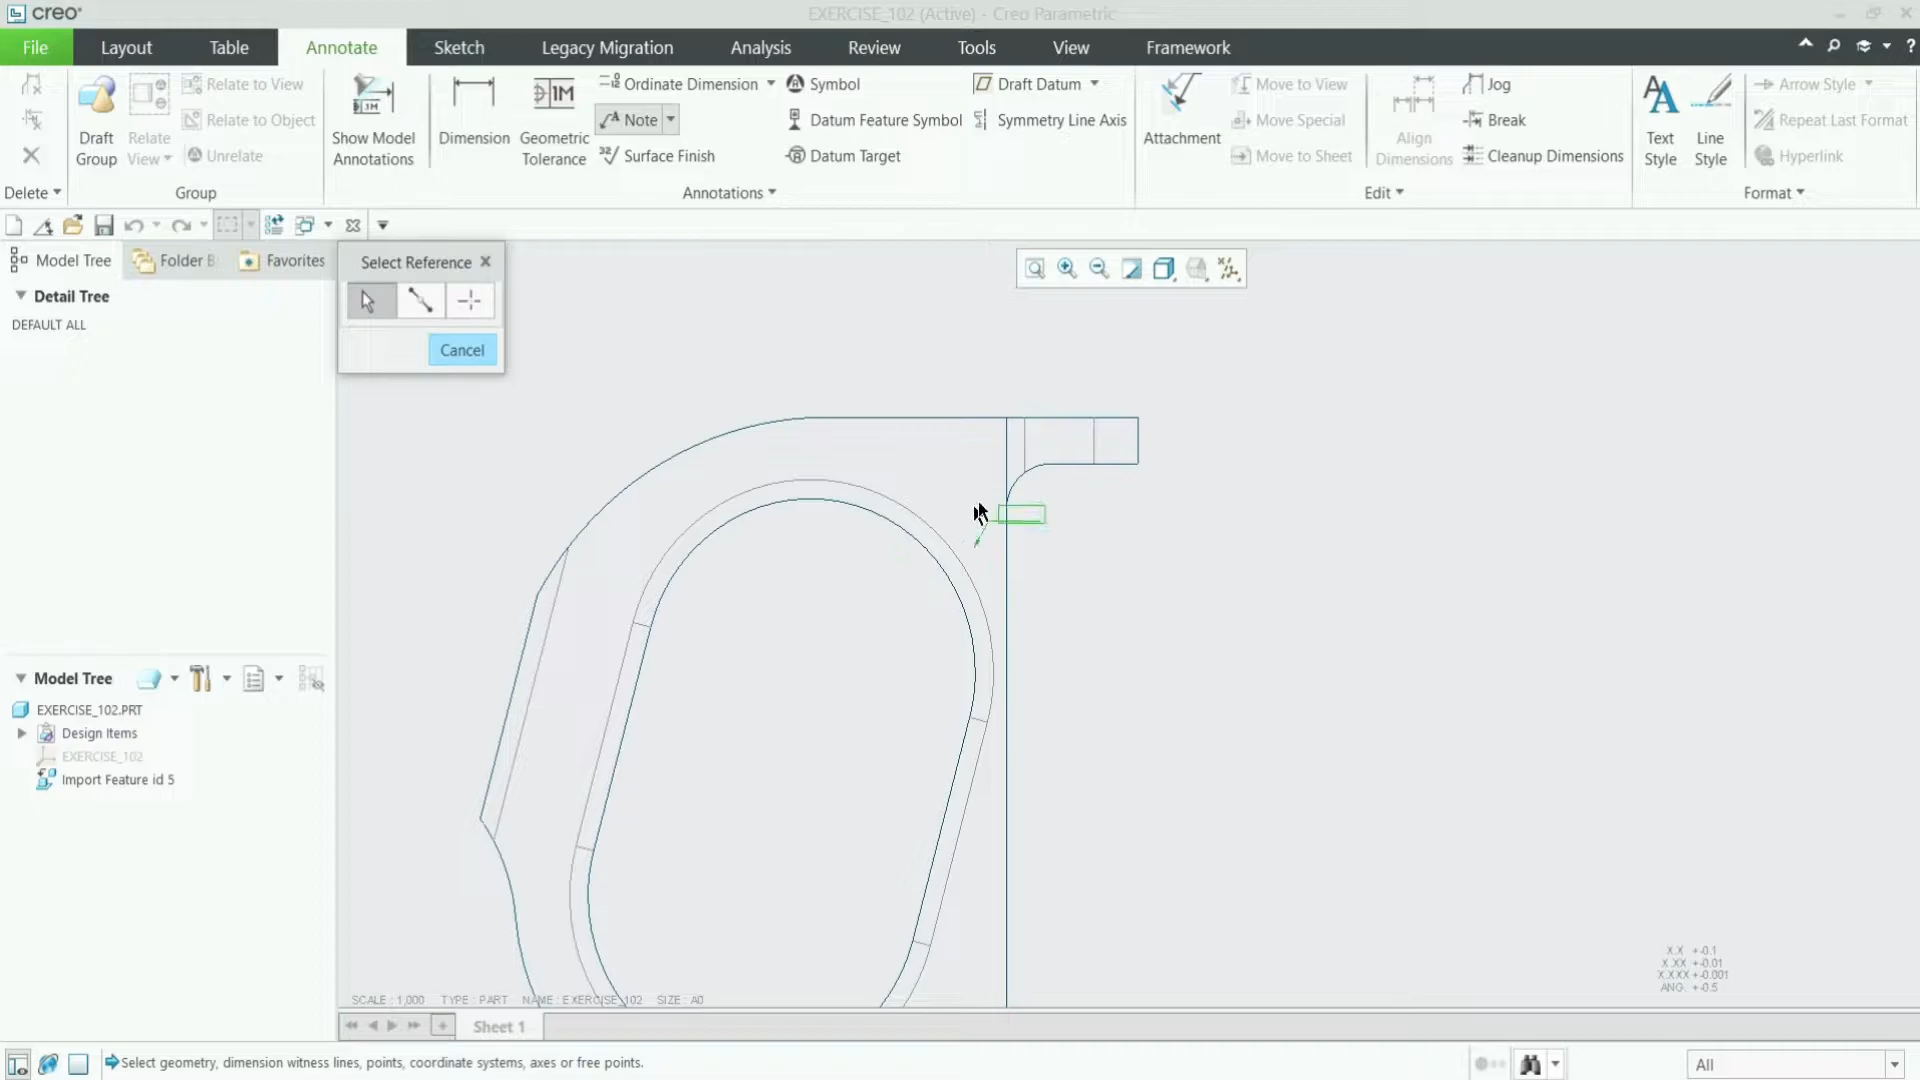 creo
EXERCISE_102 (Active) - Creo Parametric
File Layout Table Annotate Sketch Legacy Migration Analysis Review Tools View Framework
Draft Group
Relate View
Relate to View
Relate to Object
Unrelate
Show Model Annotations
Dimension
Geometric Tolerance
Ordinate Dimension
Note
Surface Finish
Symbol
Datum Feature Symbol
Datum Target
Draft Datum
Symmetry Line Axis
Attachment
Move to View
Move Special
Move to Sheet
Align Dimensions
Jog
Break
Cleanup Dimensions
Text Style
Line Style
Arrow Style
Repeat Last Format
Hyperlink
Delete Group Annotations Edit Format
Model Tree Folder B Favorites
Detail Tree
DEFAULT ALL
Select Reference
Cancel
Model Tree
EXERCISE_102.PRT
Design Items
EXERCISE_102
Import Feature id 5
X.X +-0.1
X.XX +-0.01
X.XXX +-0.001
ANG. +-0.5
SCALE : 1,000 TYPE : PART NAME : EXERCISE_102 SIZE : A0
Sheet 1
Select geometry, dimension witness lines, points, coordinate systems, axes or free points.
All